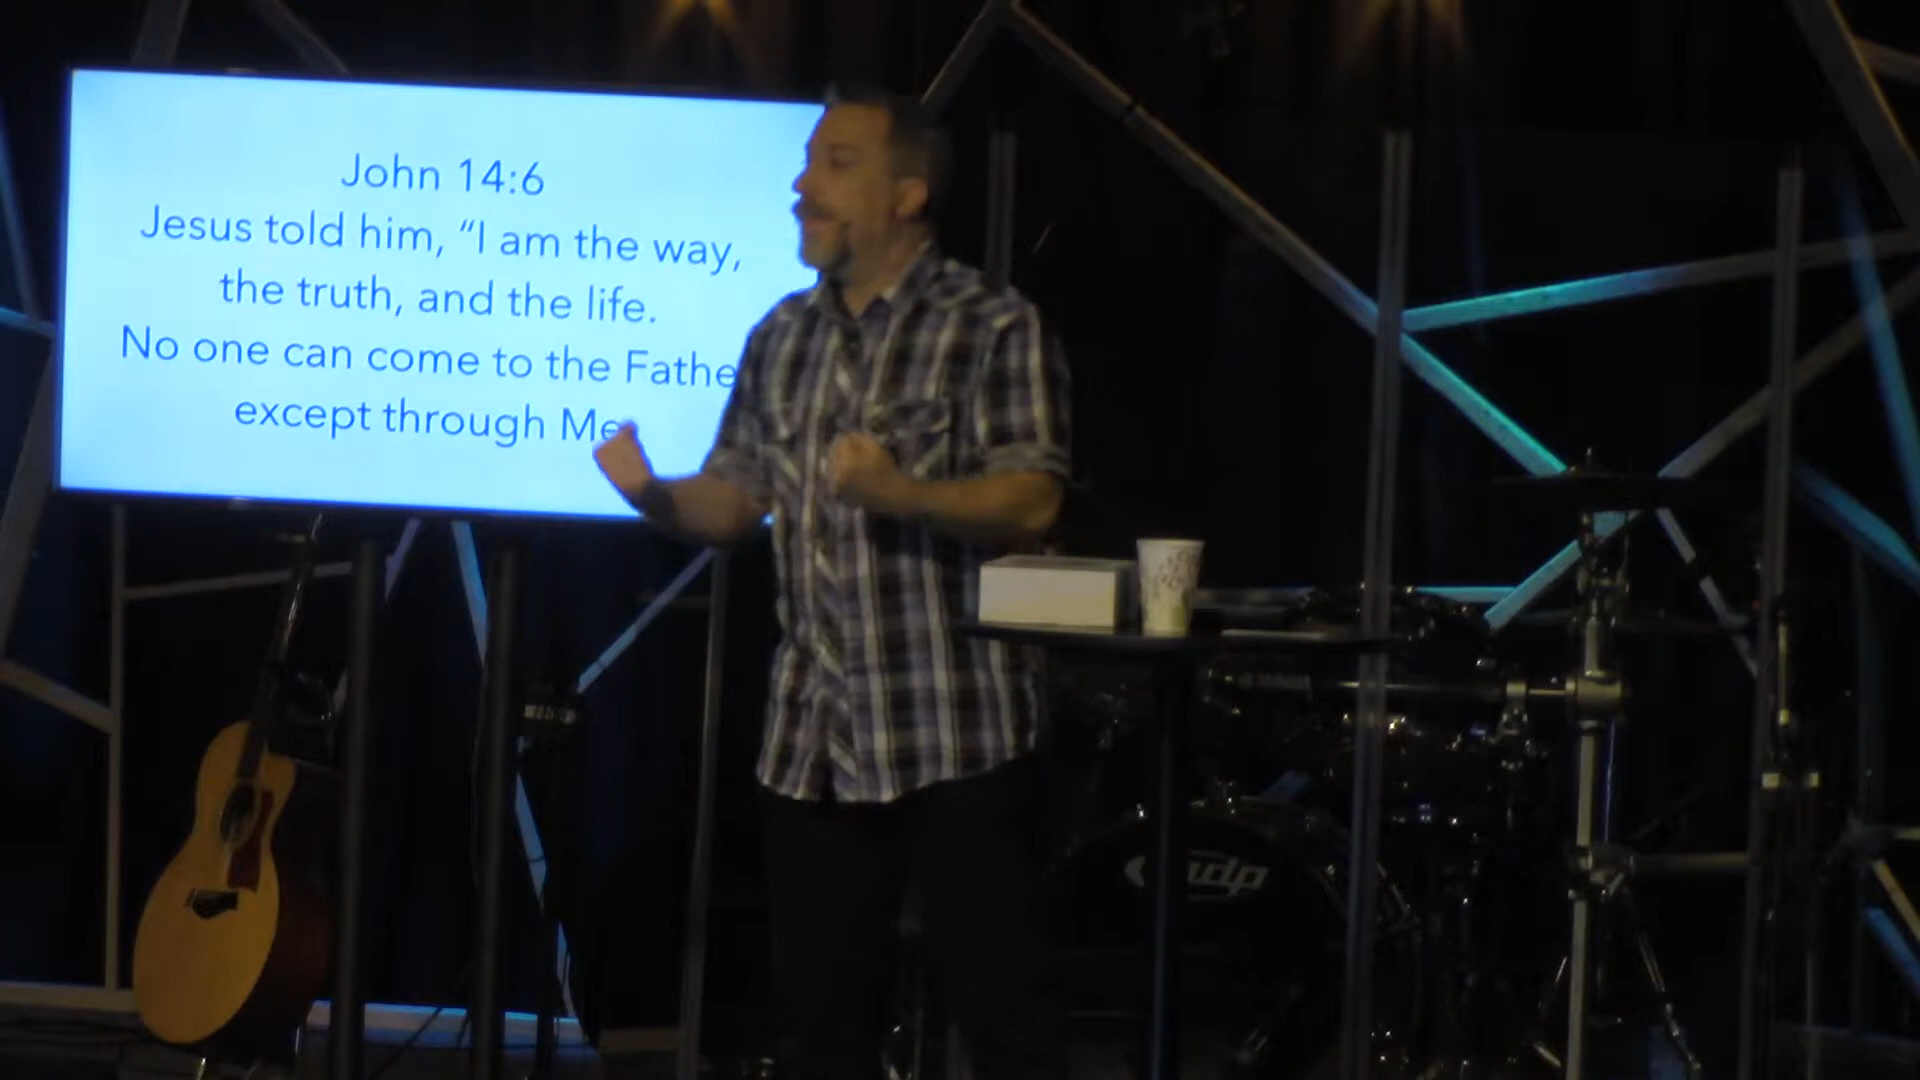 John 14:6
Jesus told him, “I am the way,
the truth, and the life.
No one can come to the Fathe
except through Me
pdp